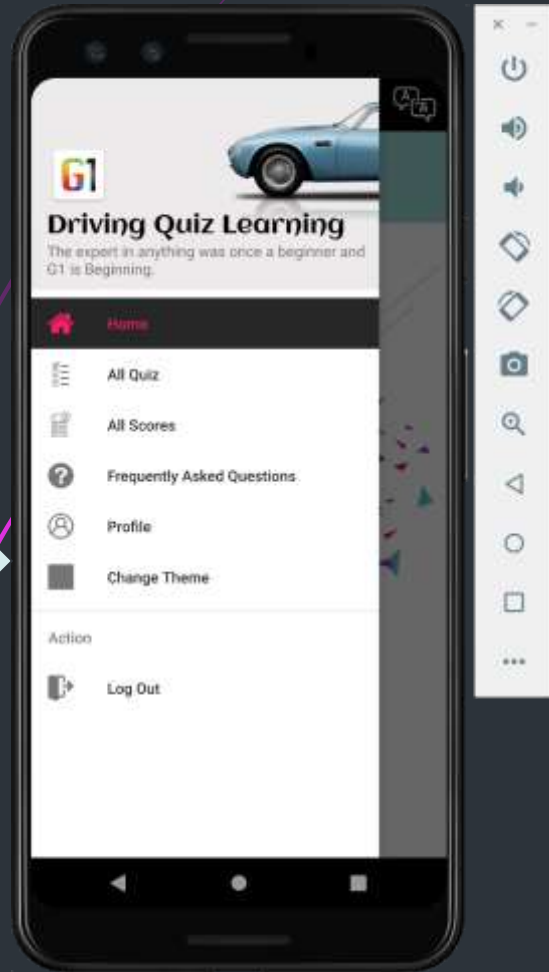 G1
Driving Quiz Learning
The expert in anything was once a beginner and
G1 is Beginning.
Home
All Quiz
All Scores
Frequently Asked Questions
Profile
Change Theme
Action
Log Out